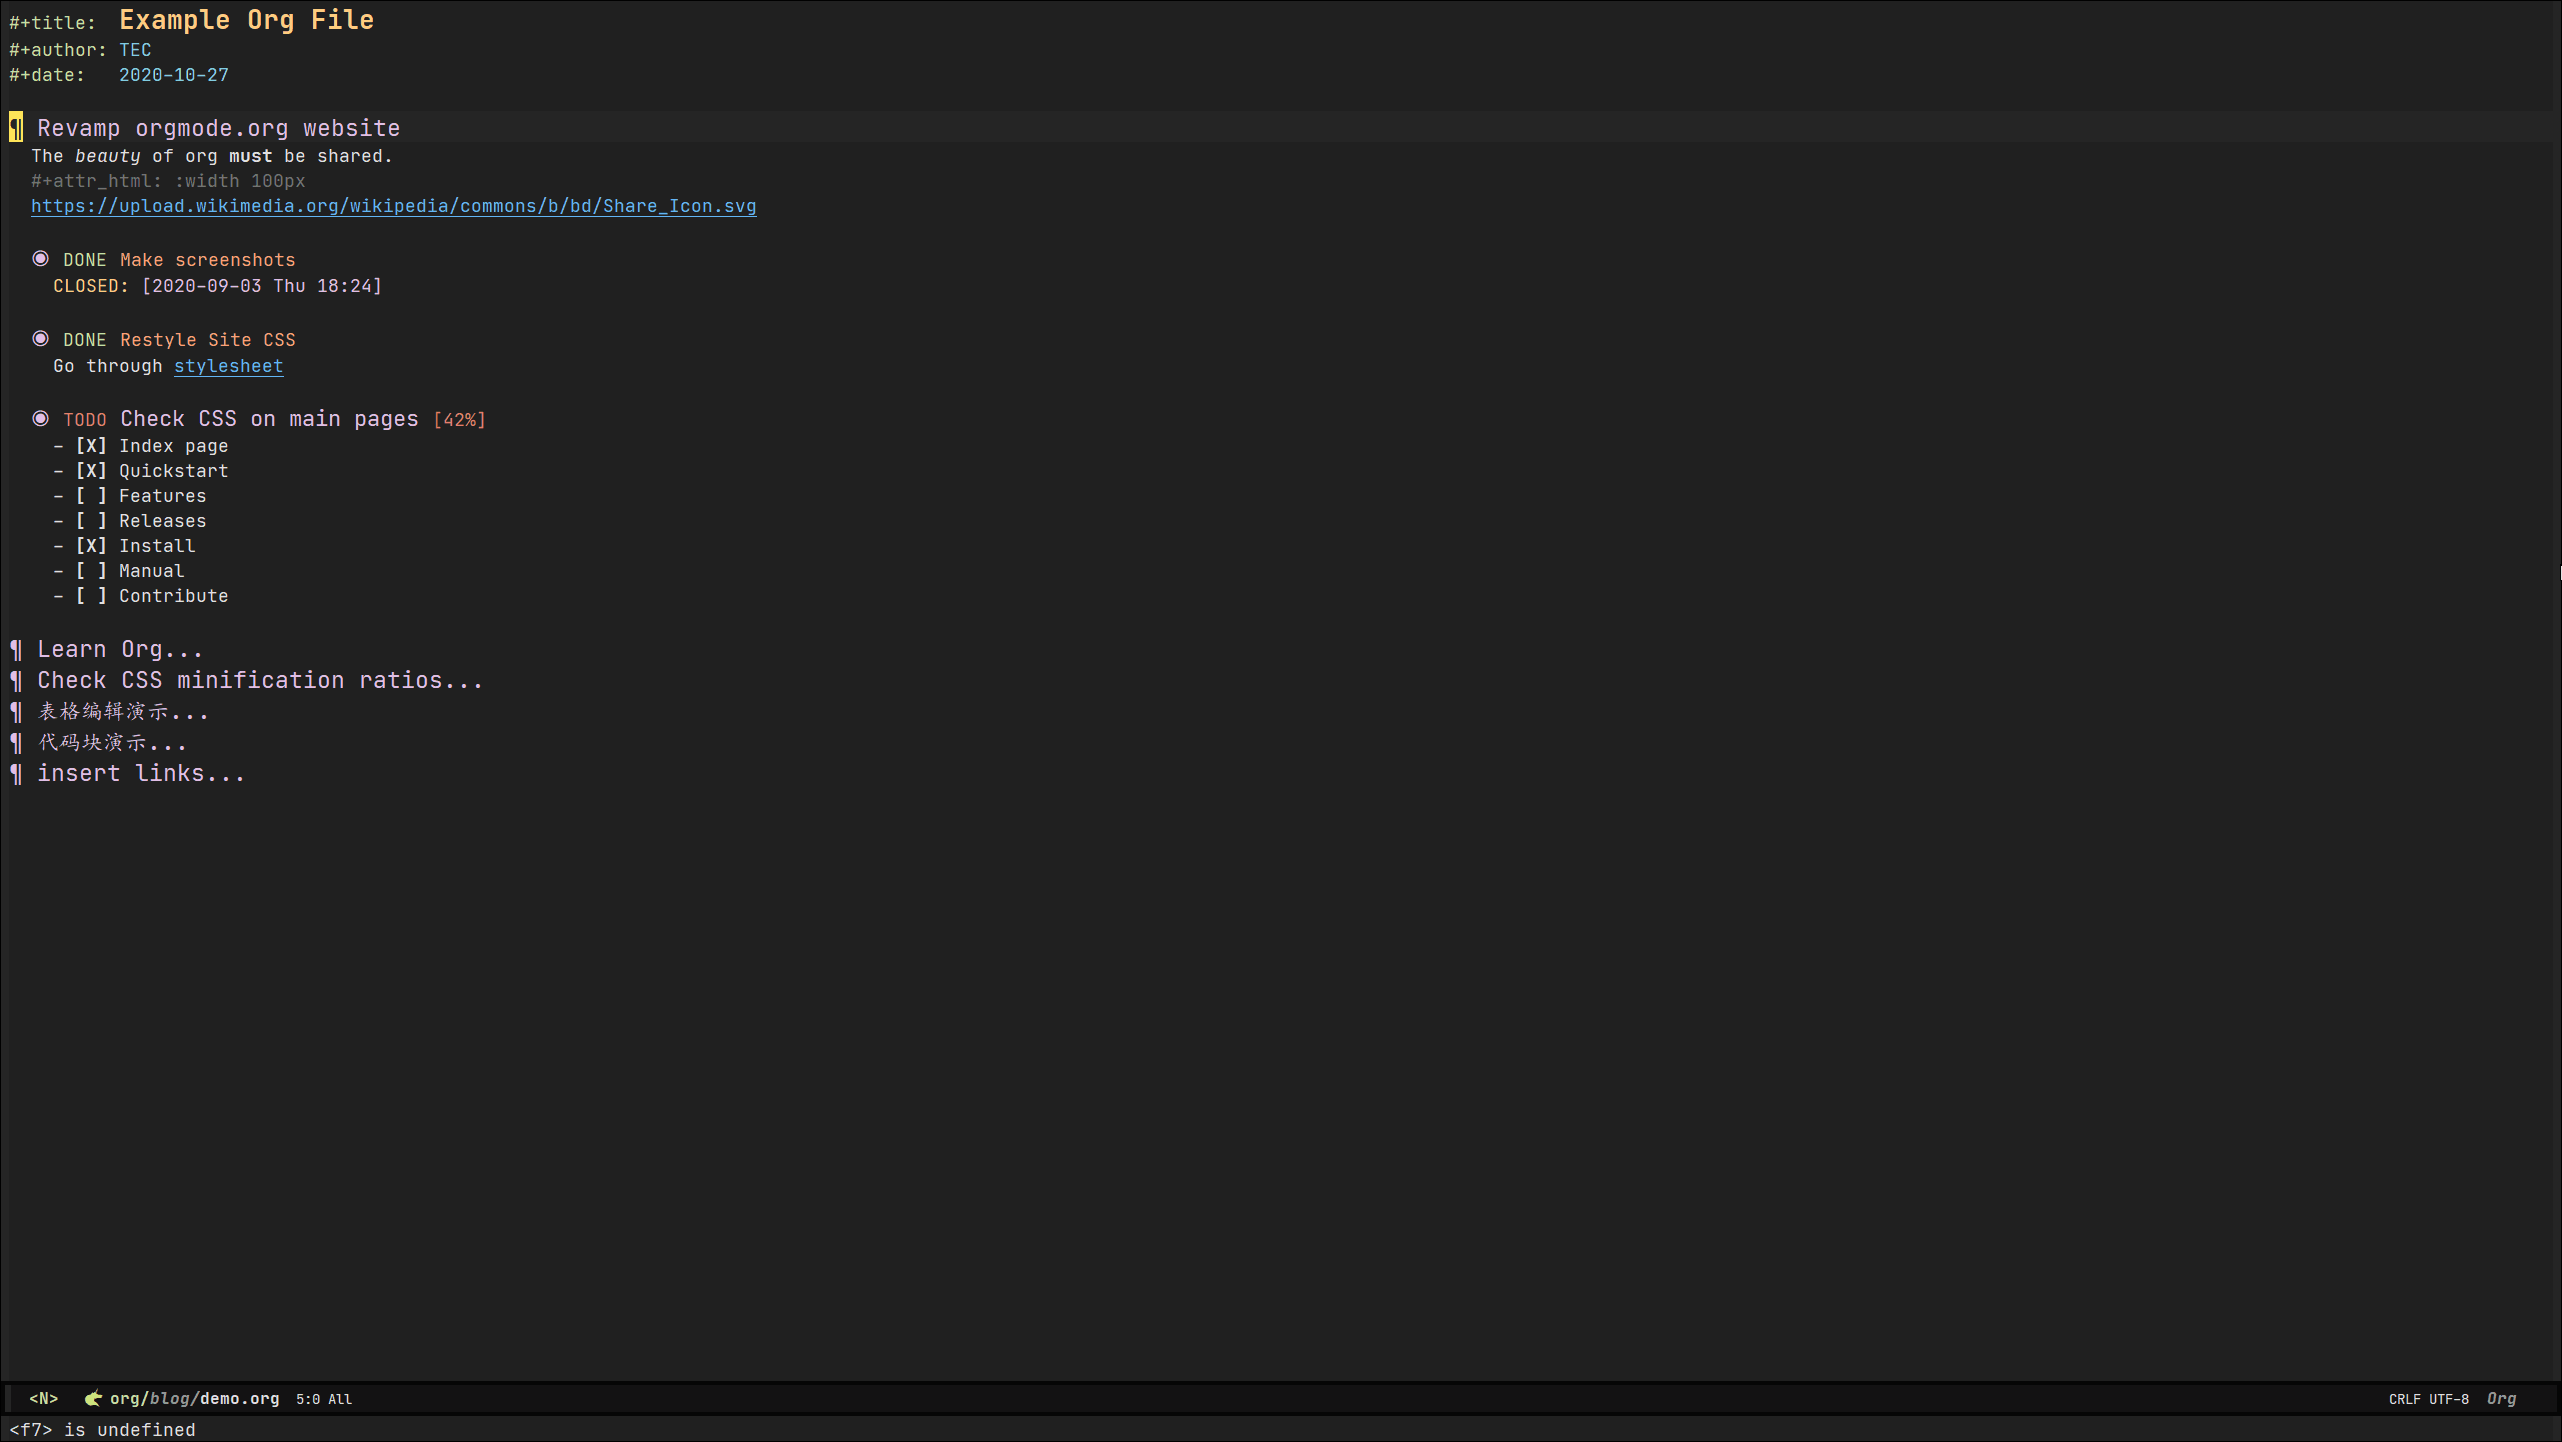 #+title:  Example Org File
#+author: TEC
#+date:   2020-10-27
¶ Revamp orgmode.org website
The beauty of org must be shared.
#+attr_html: :width 100px
https://upload.wikimedia.org/wikipedia/commons/b/bd/Share_Icon.svg
◉ DONE Make screenshots
CLOSED: [2020-09-03 Thu 18:24]
◉ DONE Restyle Site CSS
Go through stylesheet
◉ TODO Check CSS on main pages [42%]
- [X] Index page
- [X] Quickstart
- [ ] Features
- [ ] Releases
- [X] Install
- [ ] Manual
- [ ] Contribute
¶ Learn Org...
¶ Check CSS minification ratios...
¶ 表格编辑演示...
¶ 代码块演示...
¶ insert links...
<N> org/blog/demo.org 5:0 All CRLF UTF-8 Org
<f7> is undefined